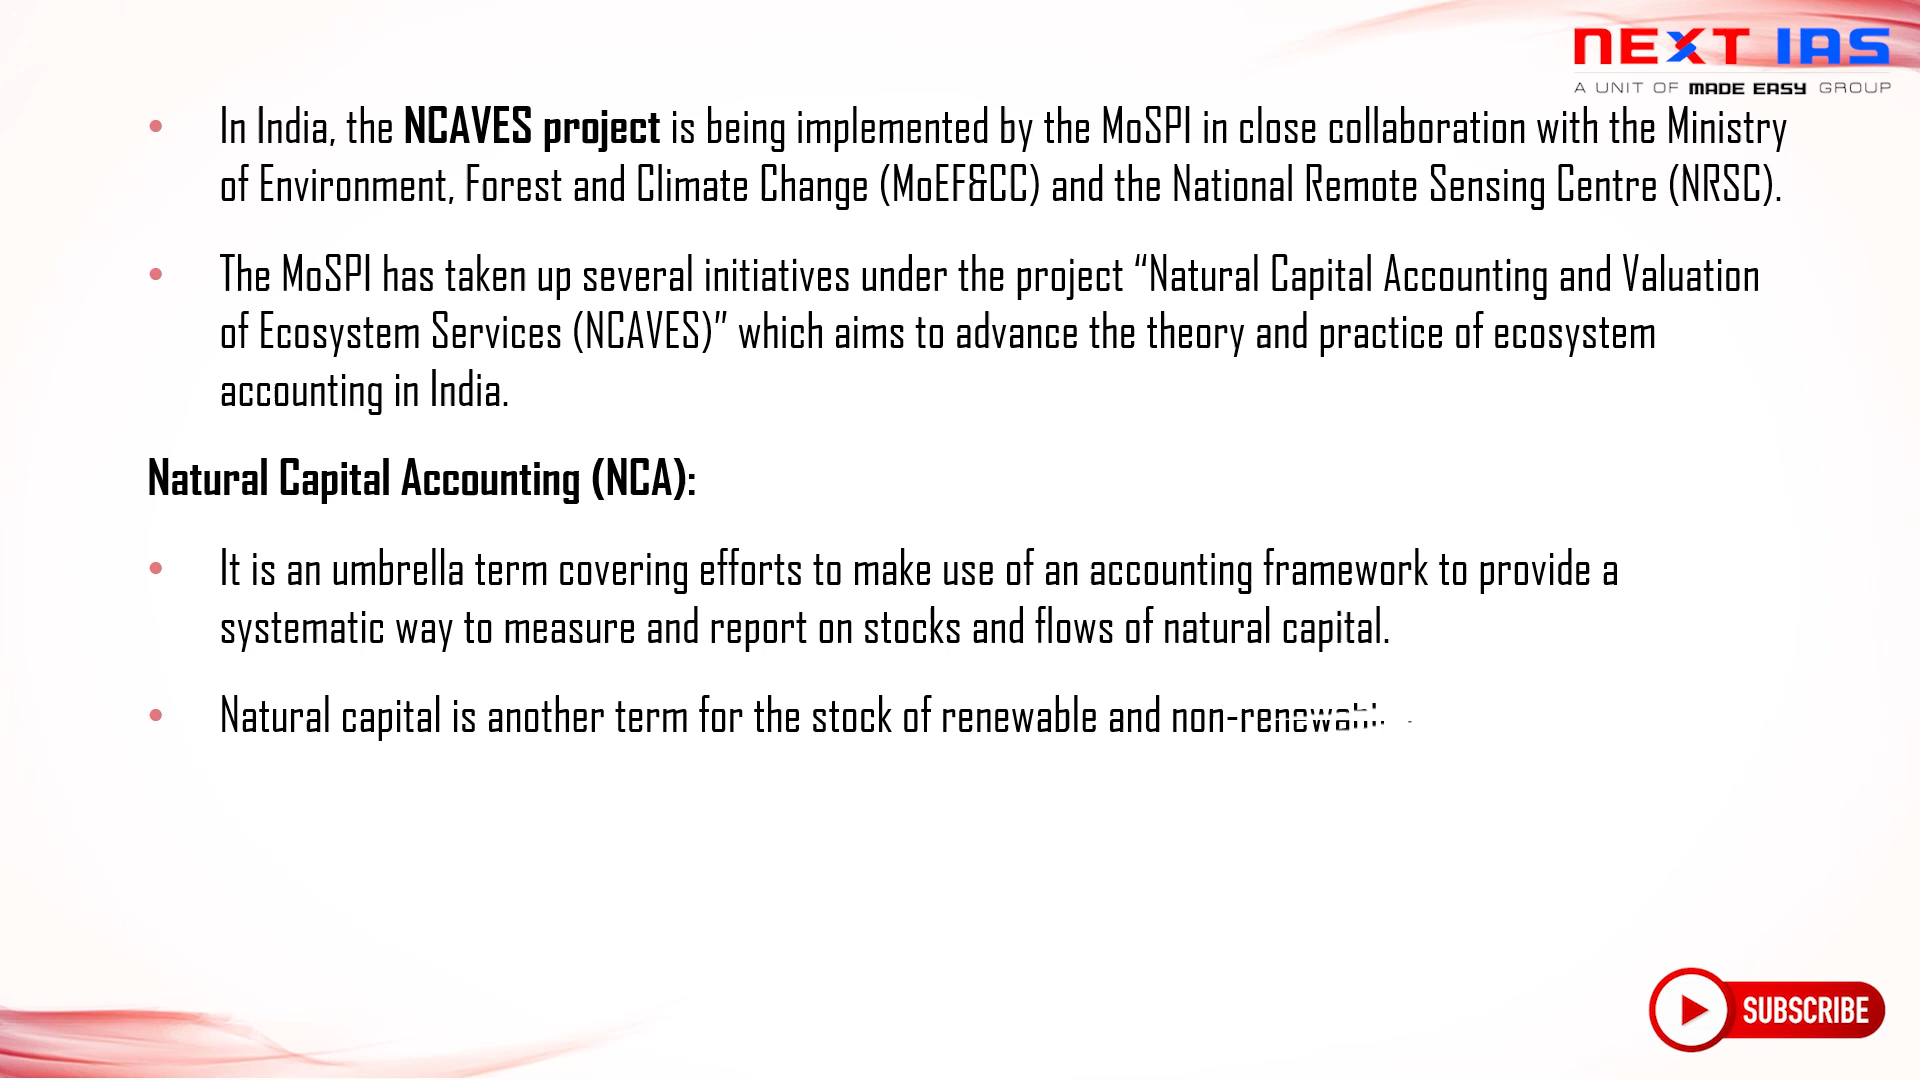 NEXT IAS
A UNIT OF MADE EASY GROUP
• In India, the NCAVES project is being implemented by the MoSPI in close collaboration with the Ministry
of Environment, Forest and Climate Change (MoEF&CC) and the National Remote Sensing Centre (NRSC).
• The MoSPI has taken up several initiatives under the project “Natural Capital Accounting and Valuation
of Ecosystem Services (NCAVES)” which aims to advance the theory and practice of ecosystem
accounting in India.
Natural Capital Accounting (NCA):
• It is an umbrella term covering efforts to make use of an accounting framework to provide a
systematic way to measure and report on stocks and flows of natural capital.
• Natural capital is another term for the stock of renewable and
SUBSCRIBE